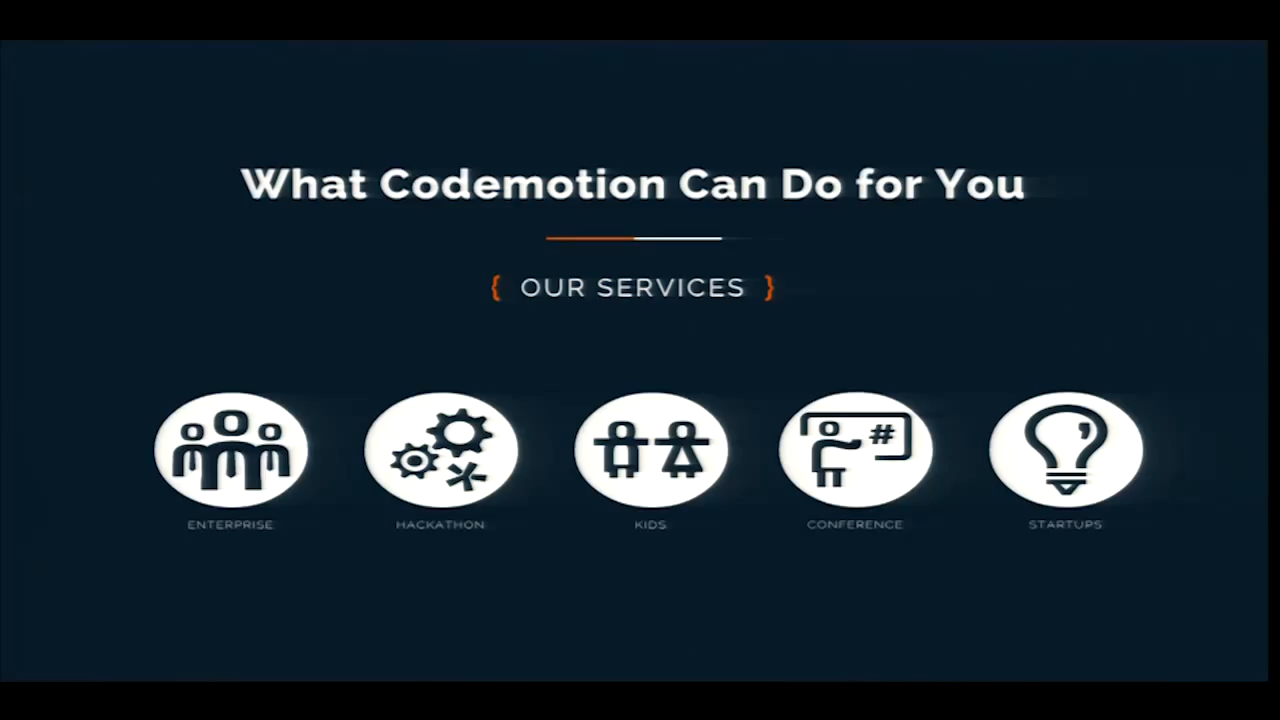 What Codemotion Can Do for You
{ OUR SERVICES }
#
ENTERPRISE HACKATHON KIDS CONFERENCE STARTUPS